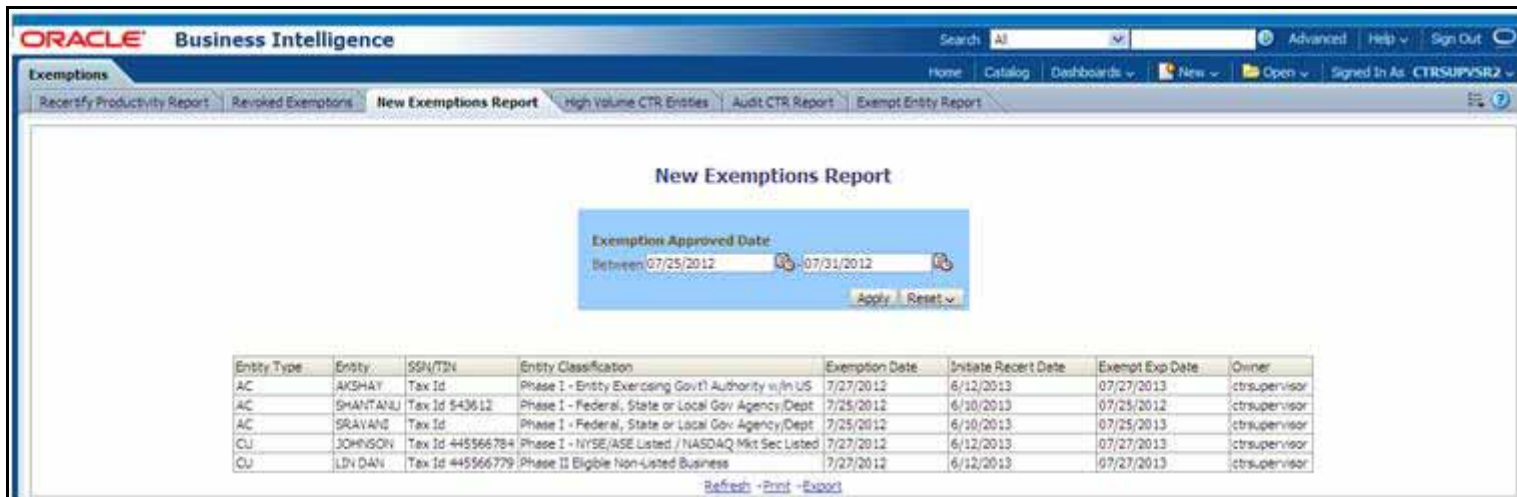 ORACLE Business Intelligence Search All Advanced Help Sign Out
Exemptions Home Catalog Dashboards New Open Signed In As CTRSUPVSR2
Recertify Productivity Report Revoked Exemptions New Exemptions Report High Volume CTR Entities Audit CTR Report Exempt Entity Report
New Exemptions Report
Exemption Approved Date
Between 07/25/2012 - 07/31/2012
Apply Reset
Entity Type Entity SSN/TIN Entity Classification Exemption Date Initiate Recert Date Exempt Exp Date Owner
AC AKSHAY Tax Id Phase I - Entity Exercising Govt'l Authority w/in US 7/27/2012 6/12/2013 07/27/2013 ctrsupervisor
AC SHANTANU Tax Id 543612 Phase I - Federal, State or Local Gov Agency/Dept 7/25/2012 6/10/2013 07/25/2012 ctrsupervisor
AC SRAVANI Tax Id Phase I - Federal, State or Local Gov Agency/Dept 7/25/2012 6/10/2013 07/25/2013 ctrsupervisor
CU JOHNSON Tax Id 445566784 Phase I - NYSE/ASE Listed / NASDAQ Mkt Sec Listed 7/27/2012 6/12/2013 07/27/2013 ctrsupervisor
CU LIN DAN Tax Id 445566779 Phase II Eligible Non-Listed Business 7/27/2012 6/12/2013 07/27/2013 ctrsupervisor
Refresh - Print - Export